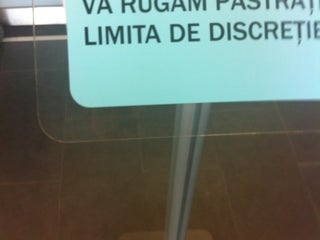 VĂ RUGĂM PĂSTRAȚI
LIMITA DE DISCREȚIE